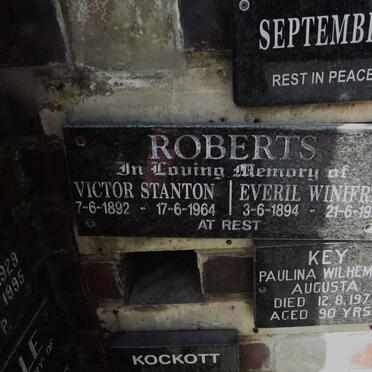 SEPTEMBE
REST IN PEACE
ROBERTS
In Loving Memory of
VICTOR STANTON | EVERIL WINIFR
7-6-1892 - 17-6-1964 | 3-6-1894 - 21-6-19
AT REST
KEY
PAULINA WILHEM
AUGUSTA
DIED 12.8.197
AGED 90 YRS
KOCKOTT
1995
P.